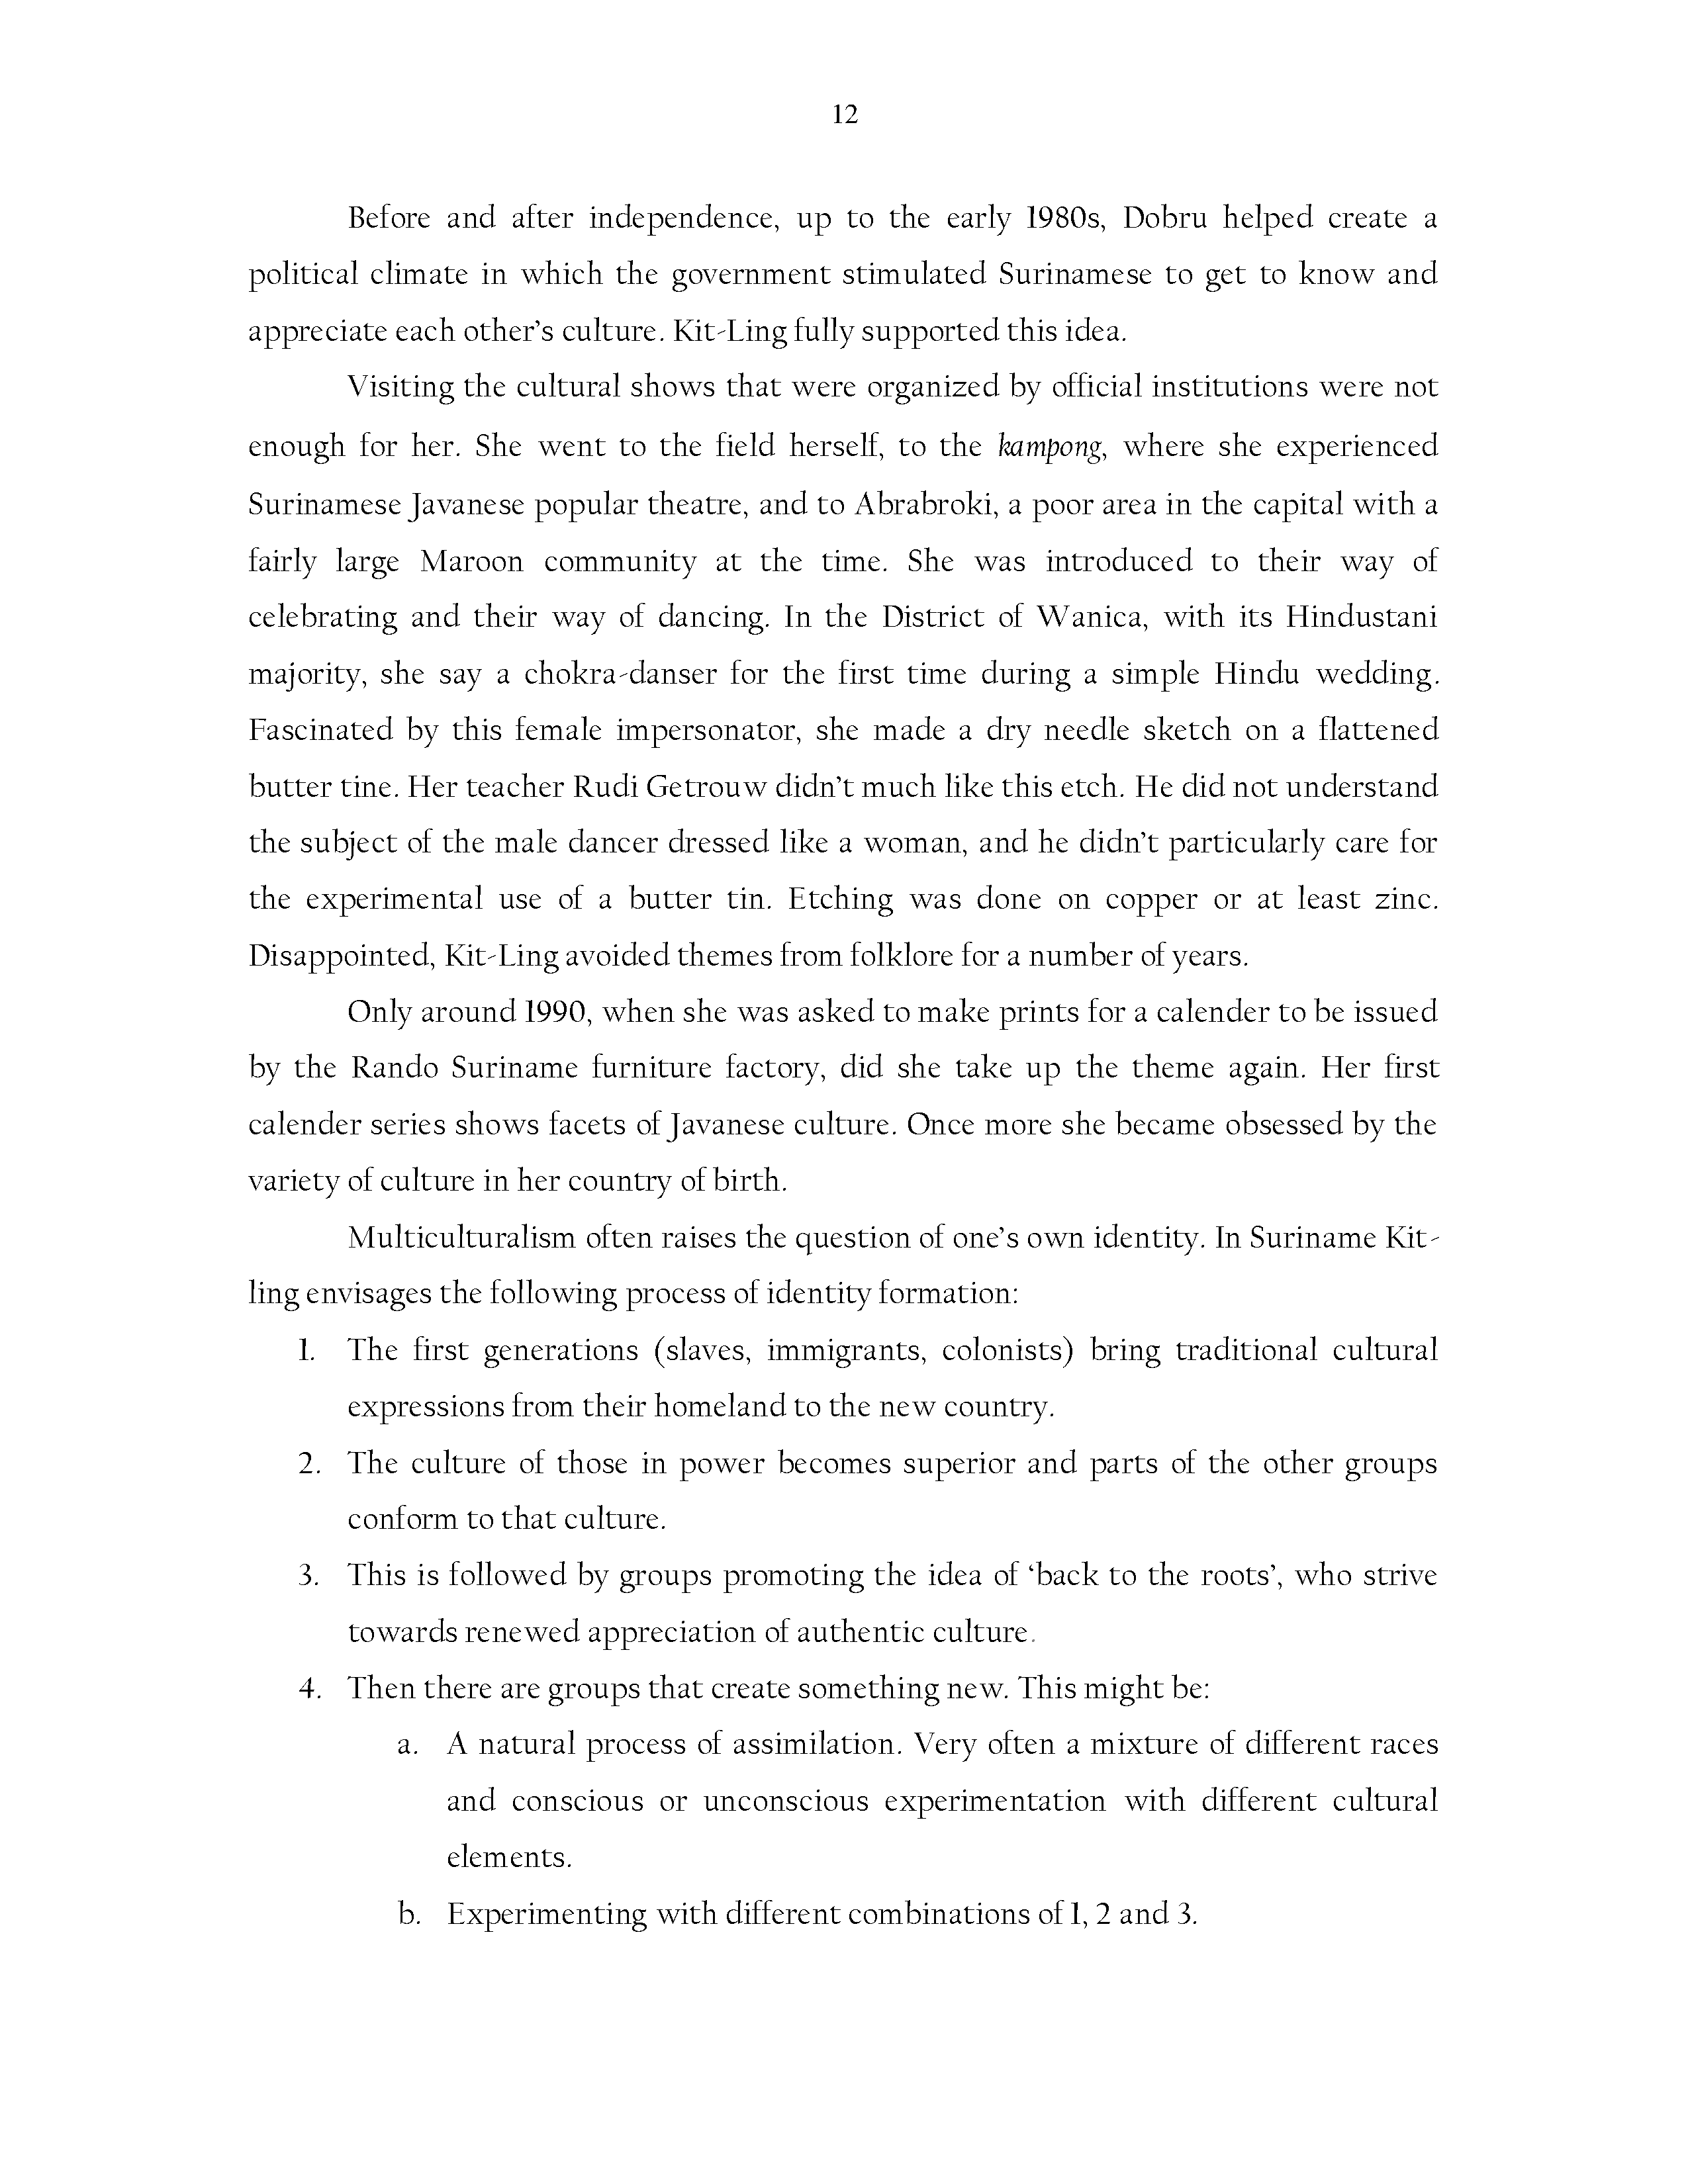 12
Before and after independence, up to the early 1980s, Dobru helped create a
political climate in which the government stimulated Surinamese to get to know and
appreciate each other’s culture. Kit-Ling fully supported this idea.
Visiting the cultural shows that were organized by official institutions were not
enough for her. She went to the field herself, to the kampong, where she experienced
Surinamese Javanese popular theatre, and to Abrabroki, a poor area in the capital with a
fairly large Maroon community at the time. She was introduced to their way of
celebrating and their way of dancing. In the District of Wanica, with its Hindustani
majority, she say a chokra-danser for the first time during a simple Hindu wedding.
Fascinated by this female impersonator, she made a dry needle sketch on a flattened
butter tine. Her teacher Rudi Getrouw didn’t much like this etch. He did not understand
the subject of the male dancer dressed like a woman, and he didn’t particularly care for
the experimental use of a butter tin. Etching was done on copper or at least zinc.
Disappointed, Kit-Ling avoided themes from folklore for a number of years.
Only around 1990, when she was asked to make prints for a calender to be issued
by the Rando Suriname furniture factory, did she take up the theme again. Her first
calender series shows facets of Javanese culture. Once more she became obsessed by the
variety of culture in her country of birth.
Multiculturalism often raises the question of one’s own identity. In Suriname Kit-
ling envisages the following process of identity formation:
1. The first generations (slaves, immigrants, colonists) bring traditional cultural
expressions from their homeland to the new country.
2. The culture of those in power becomes superior and parts of the other groups
conform to that culture.
3. This is followed by groups promoting the idea of ‘back to the roots’, who strive
towards renewed appreciation of authentic culture.
4. Then there are groups that create something new. This might be:
a. A natural process of assimilation. Very often a mixture of different races
and conscious or unconscious experimentation with different cultural
elements.
b. Experimenting with different combinations of 1, 2 and 3.